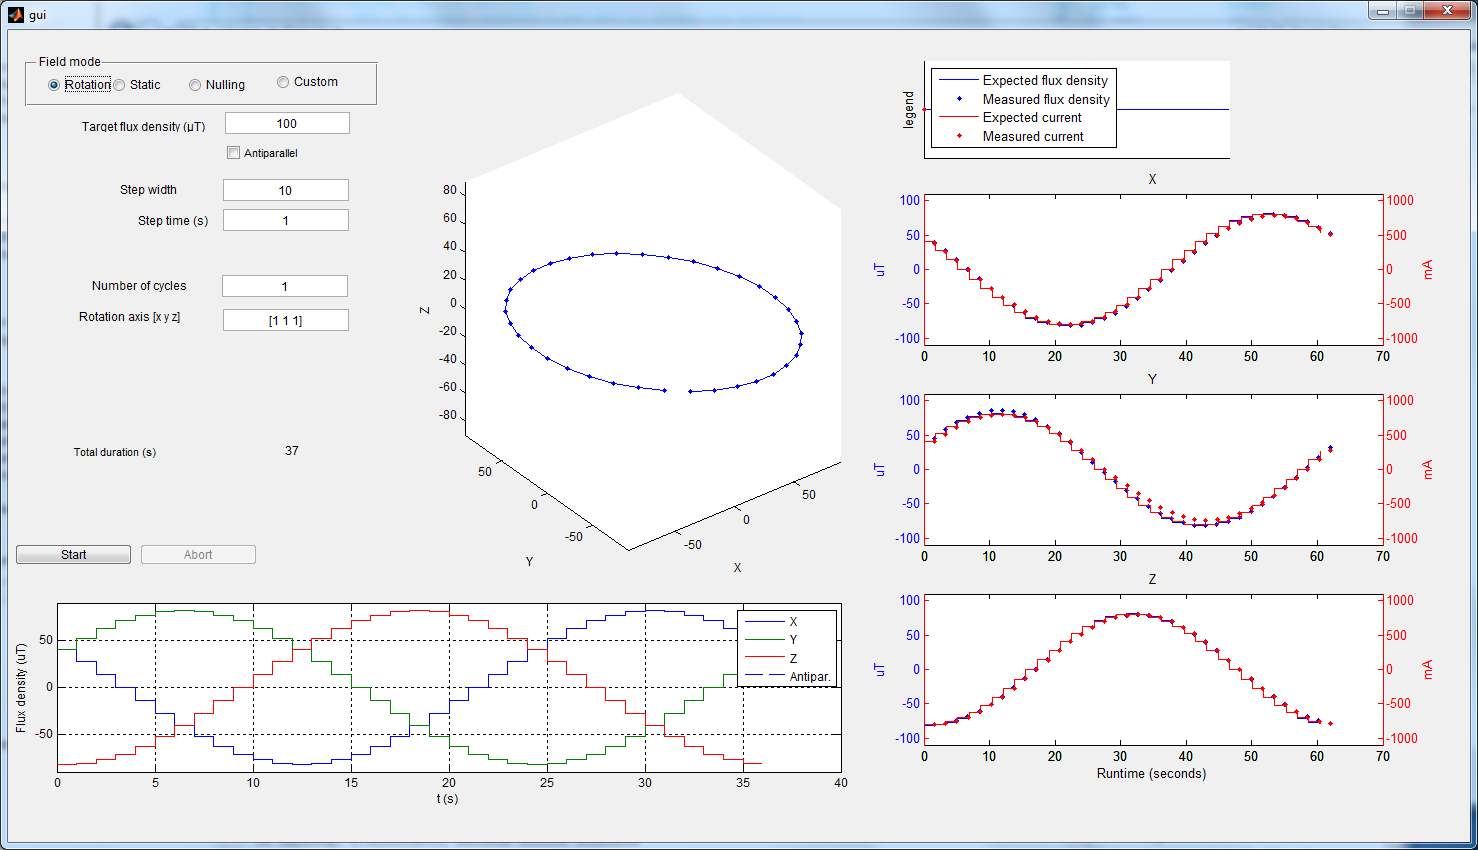 gui
Field mode
Rotation Static Nulling Custom
Target flux density (µT) 100
Antiparallel
Step width 10
Step time (s) 1
Number of cycles 1
Rotation axis [x y z] [1 1 1]
Total duration (s) 37
Start Abort
80
60
40
20
0
-20
-40
-60
-80
Z
50
0
-50
Y
-50
0
50
X
legend
Expected flux density
Measured flux density
Expected current
Measured current
X
100
50
0
-50
-100
uT
1000
500
0
-500
-1000
mA
0 10 20 30 40 50 60 70
Y
100
50
0
-50
-100
uT
1000
500
0
-500
-1000
mA
0 10 20 30 40 50 60 70
Z
100
50
0
-50
-100
uT
1000
500
0
-500
-1000
mA
0 10 20 30 40 50 60 70
Runtime (seconds)
Flux density (uT)
50
0
-50
X
Y
Z
Antipar.
0 5 10 15 20 25 30 35 40
t (s)